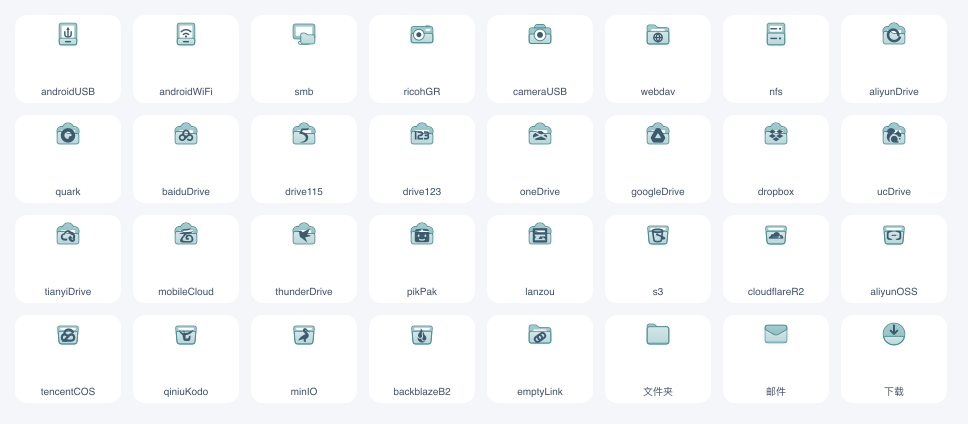 androidUSB androidWiFi smb ricohGR cameraUSB webdav nfs aliyunDrive
123
quark baiduDrive drive115 drive123 oneDrive googleDrive dropbox ucDrive
tianyiDrive mobileCloud thunderDrive pikPak lanzou s3 cloudflareR2 aliyunOSS
tencentCOS qiniuKodo minIO backblazeB2 emptyLink 文件夹 邮件 下载